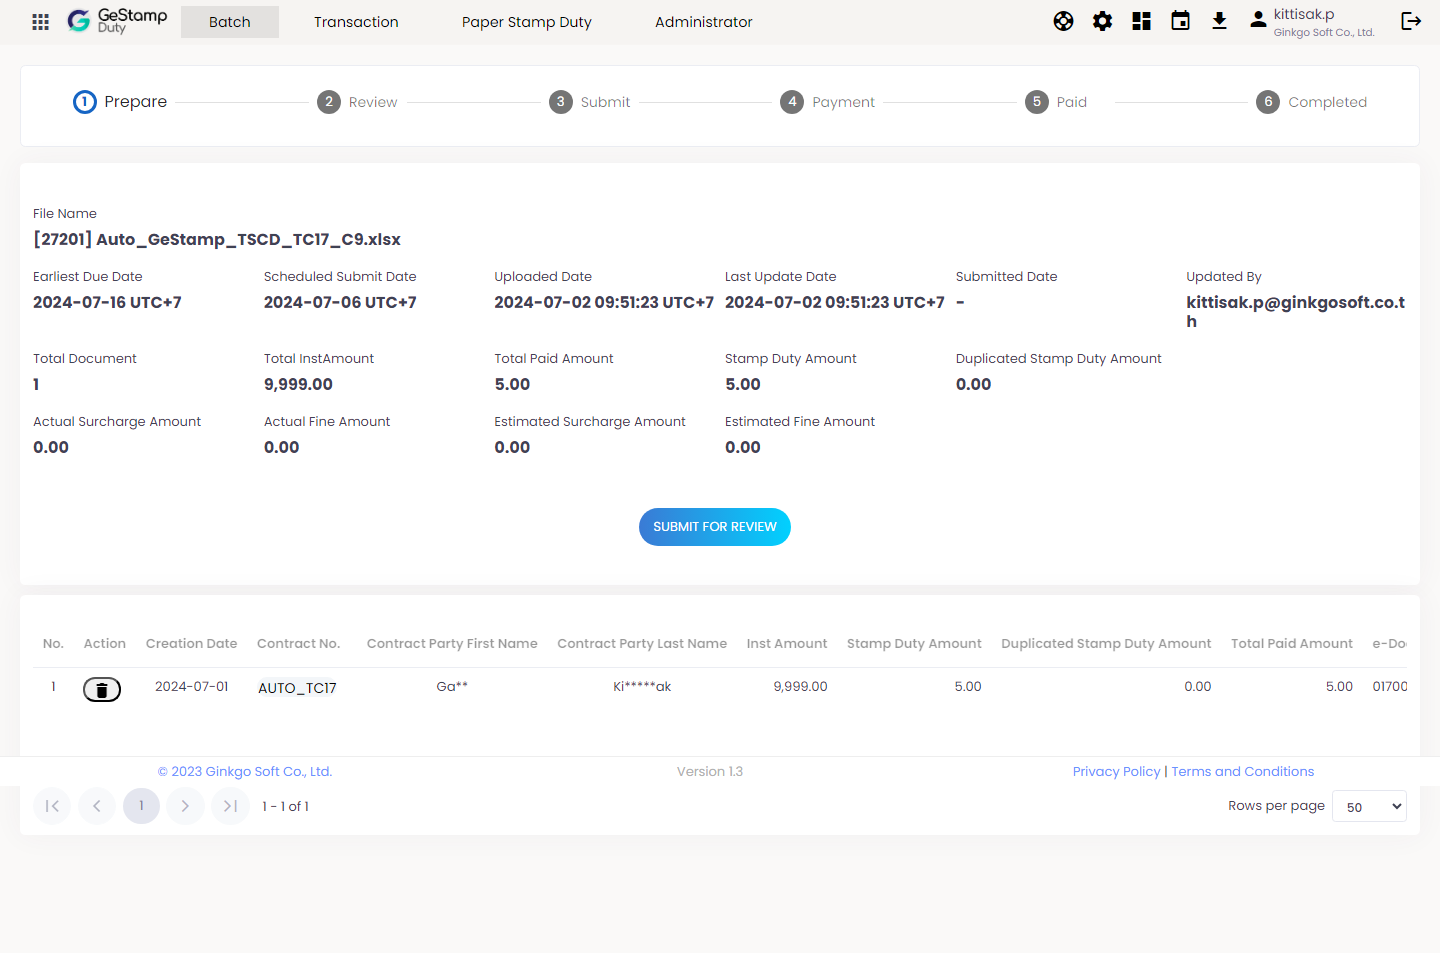 GeStamp
Duty
Batch
Transaction
Paper Stamp Duty
Administrator
kittisak.p
Ginkgo Soft Co., Ltd.
1 Prepare
2 Review
3 Submit
4 Payment
5 Paid
6 Completed
File Name
[27201] Auto_GeStamp_TSCD_TC17_C9.xlsx
Earliest Due Date
2024-07-16 UTC+7
Scheduled Submit Date
2024-07-06 UTC+7
Uploaded Date
2024-07-02 09:51:23 UTC+7
Last Update Date
2024-07-02 09:51:23 UTC+7
Submitted Date
-
Updated By
kittisak.p@ginkgosoft.co.t
h
Total Document
1
Total InstAmount
9,999.00
Total Paid Amount
5.00
Stamp Duty Amount
5.00
Duplicated Stamp Duty Amount
0.00
Actual Surcharge Amount
0.00
Actual Fine Amount
0.00
Estimated Surcharge Amount
0.00
Estimated Fine Amount
0.00
SUBMIT FOR REVIEW
No. Action Creation Date Contract No. Contract Party First Name Contract Party Last Name Inst Amount Stamp Duty Amount Duplicated Stamp Duty Amount Total Paid Amount e-Do
1 2024-07-01 AUTO_TC17 Ga** Ki*****ak 9,999.00 5.00 0.00 5.00 01700
© 2023 Ginkgo Soft Co., Ltd.
Version 1.3
Privacy Policy | Terms and Conditions
1
1 - 1 of 1
Rows per page 50